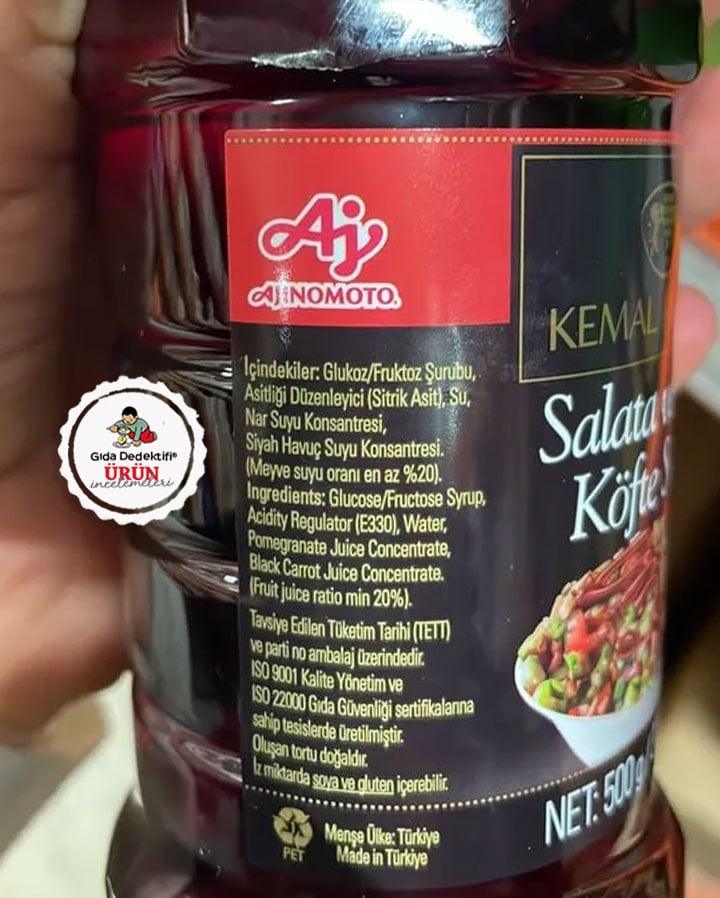 AJINOMOTO.
KEMAL
Salata
Köfte
İçindekiler: Glukoz/Fruktoz Şurubu,
Asitliği Düzenleyici (Sitrik Asit), Su,
Nar Suyu Konsantresi,
Siyah Havuç Suyu Konsantresi.
(Meyve suyu oranı en az %20).
Ingredients: Glucose/Fructose Syrup,
Acidity Regulator (E330), Water,
Pomegranate Juice Concentrate,
Black Carrot Juice Concentrate.
(Fruit juice ratio min 20%).
Tavsiye Edilen Tüketim Tarihi (TETT)
ve parti no ambalaj üzerindedir.
ISO 9001 Kalite Yönetim ve
ISO 22000 Gıda Güvenliği sertifikalarına
sahip tesislerde üretilmiştir.
Oluşan tortu doğaldır.
İz miktarda soya ve gluten içerebilir.
PET
Menşe Ülke: Türkiye
Made in Türkiye
NET: 500 g
Gıda Dedektifi®
ÜRÜN
incelemeleri